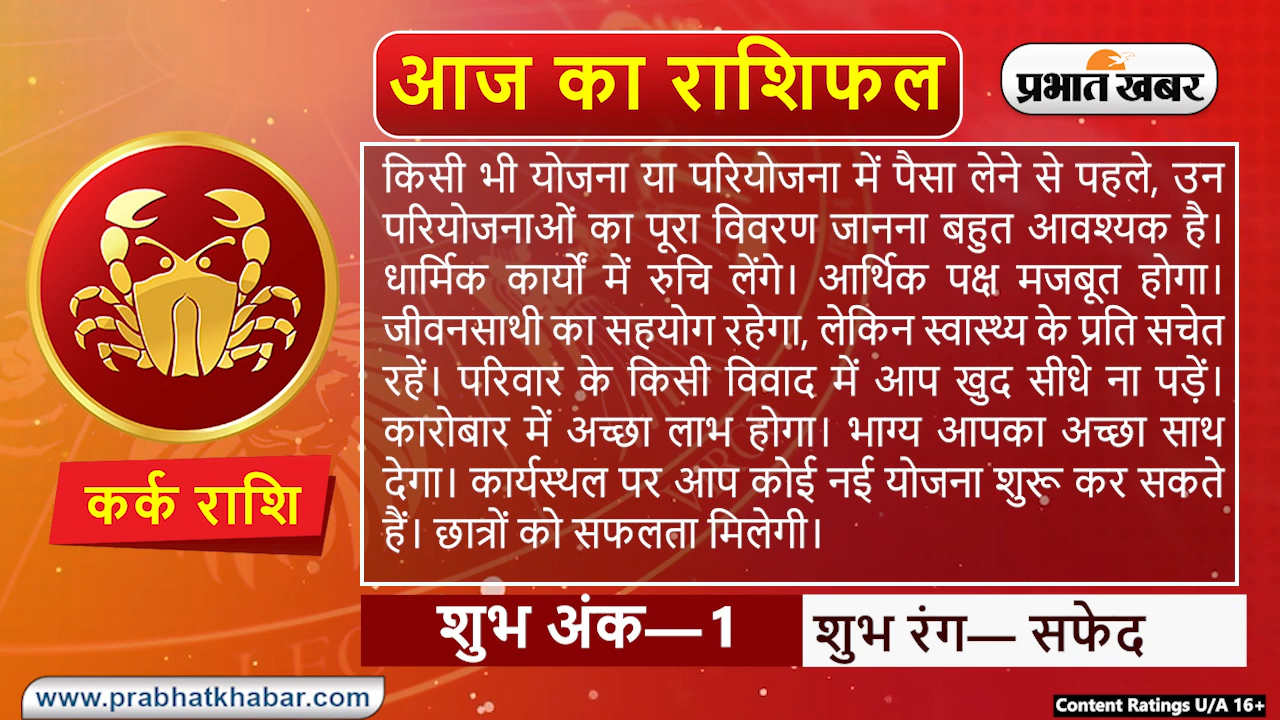 आज का राशिफल
प्रभात खबर
किसी भी योजना या परियोजना में पैसा लेने से पहले, उन
परियोजनाओं का पूरा विवरण जानना बहुत आवश्यक है।
धार्मिक कार्यों में रुचि लेंगे। आर्थिक पक्ष मजबूत होगा।
जीवनसाथी का सहयोग रहेगा, लेकिन स्वास्थ्य के प्रति सचेत
रहें। परिवार के किसी विवाद में आप खुद सीधे ना पड़ें।
कारोबार में अच्छा लाभ होगा। भाग्य आपका अच्छा साथ
देगा। कार्यस्थल पर आप कोई नई योजना शुरू कर सकते
हैं। छात्रों को सफलता मिलेगी।
कर्क राशि
शुभ अंक—1
शुभ रंग— सफेद
www.prabhatkhabar.com
Content Ratings U/A 16+